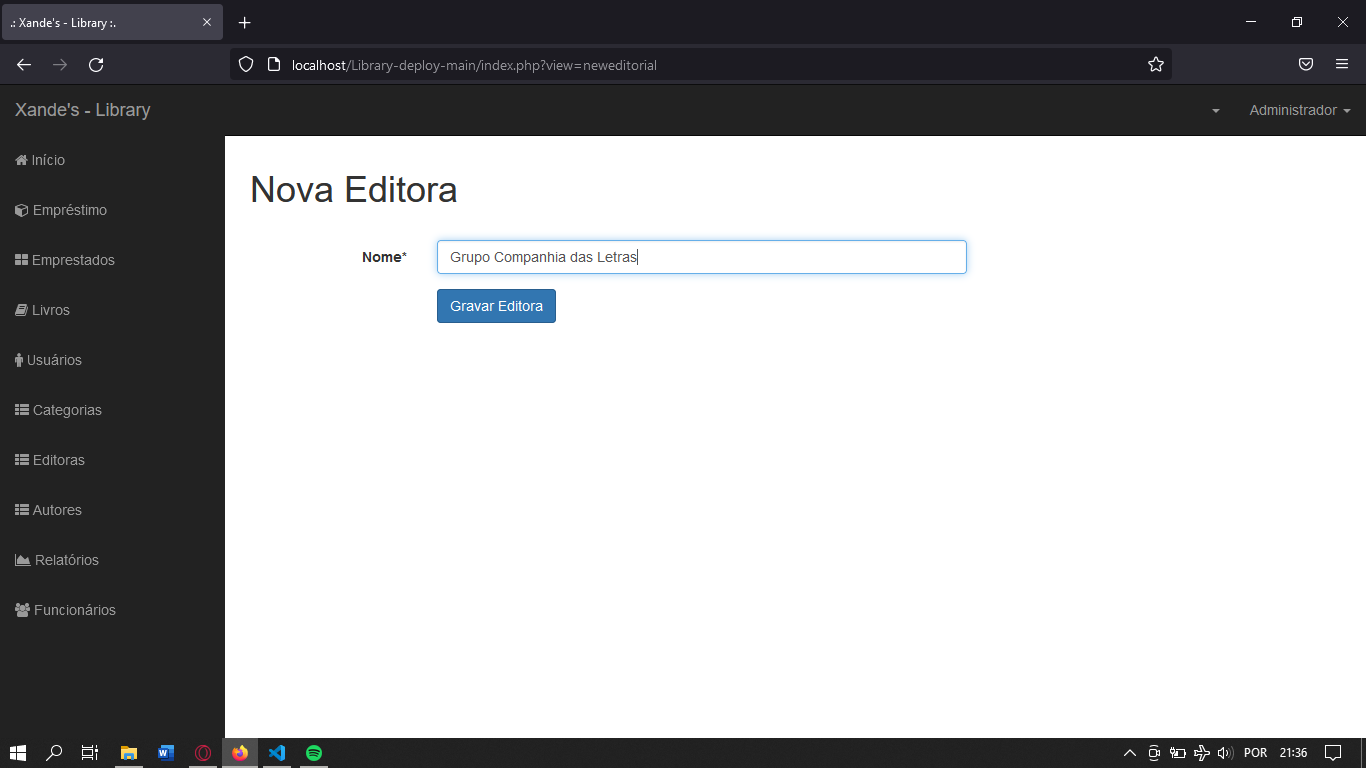 .: Xande's - Library :.
localhost/Library-deploy-main/index.php?view=neweditorial
Xande's - Library
Administrador
Início
Empréstimo
Emprestados
Livros
Usuários
Categorias
Editoras
Autores
Relatórios
Funcionários
Nova Editora
Nome* Grupo Companhia das Letras
Gravar Editora
POR 21:36